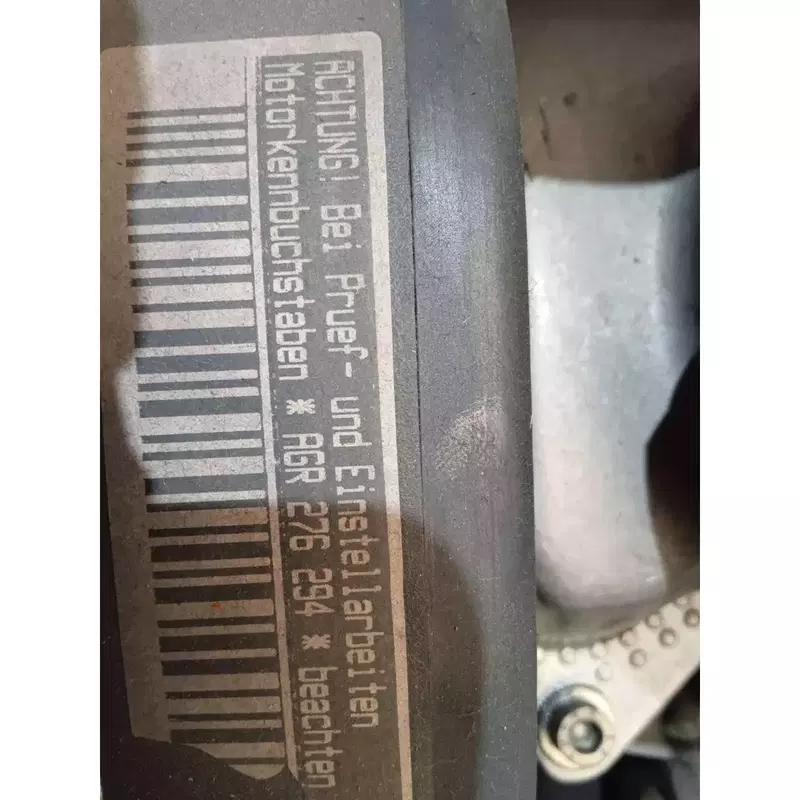 ACHTUNG! Bei Pruef- und Einstellarbeiten
Motorkennbuchstaben * AGR 276 294 * beachten